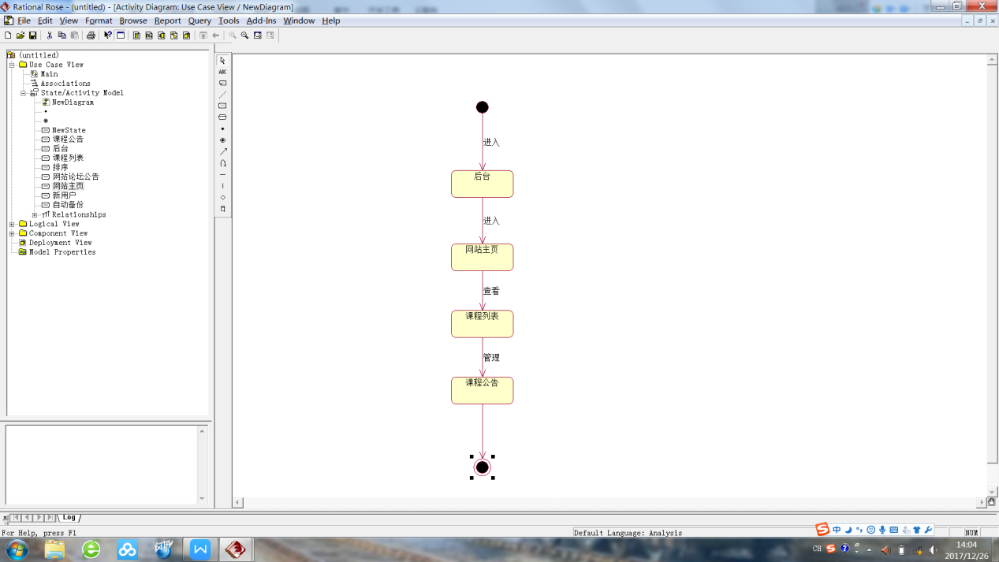 Rational Rose - (untitled) - [Activity Diagram: Use Case View / NewDiagram]
File Edit View Format Browse Report Query Tools Add-Ins Window Help
(untitled)
Use Case View
Main
Associations
State/Activity Model
NewDiagram
NewState
课程公告
后台
课程列表
排序
网站论坛公告
网站主页
新用户
自动备份
Relationships
Logical View
Component View
Deployment View
Model Properties
ABC
进入
后台
进入
网站主页
查看
课程列表
管理
课程公告
Log
For Help, press F1
Default Language: Analysis
NUM
中
CH
14:04
2017/12/26